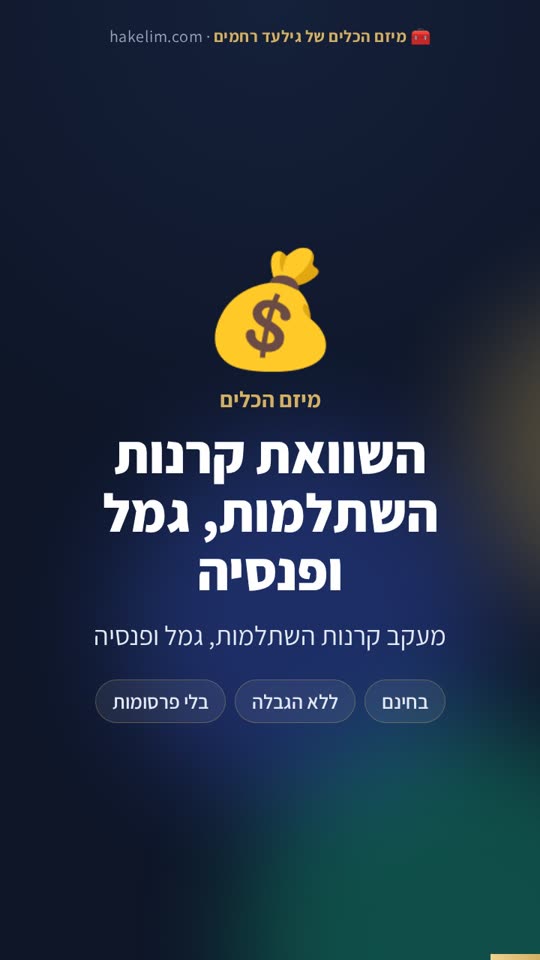 🧰 מיזם הכלים של גילעד רחמים · hakelim.com
$
מיזם הכלים
השוואת קרנות
השתלמות, גמל
ופנסיה
מעקב קרנות השתלמות, גמל ופנסיה
בחינם
ללא הגבלה
בלי פרסומות